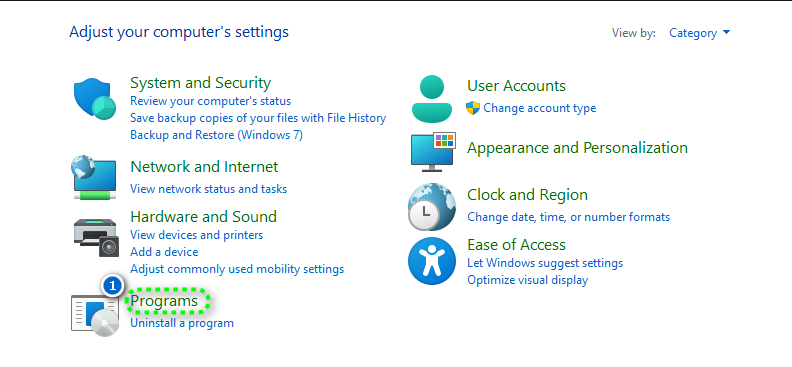 Adjust your computer's settings
View by: Category
System and Security
Review your computer's status
Save backup copies of your files with File History
Backup and Restore (Windows 7)
Network and Internet
View network status and tasks
Hardware and Sound
View devices and printers
Add a device
Adjust commonly used mobility settings
1
Programs
Uninstall a program
User Accounts
Change account type
Appearance and Personalization
Clock and Region
Change date, time, or number formats
Ease of Access
Let Windows suggest settings
Optimize visual display